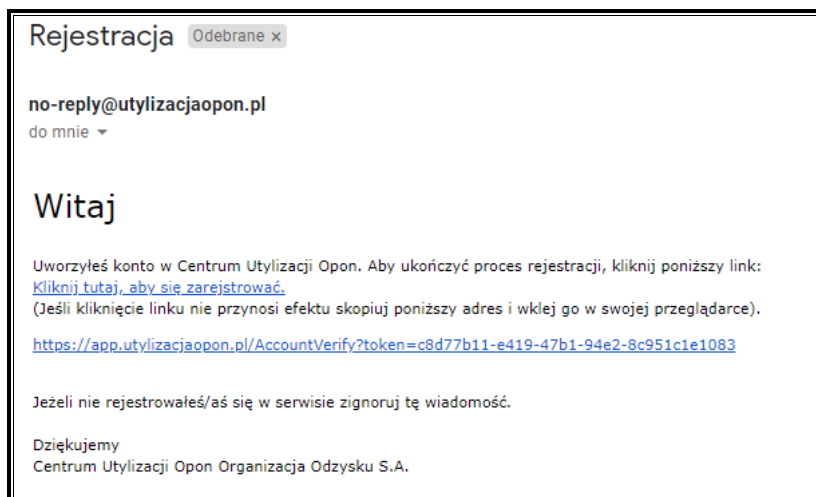 Rejestracja Odebrane x
no-reply@utylizacjaopon.pl
do mnie
Witaj
Uworzyłeś konto w Centrum Utylizacji Opon. Aby ukończyć proces rejestracji, kliknij poniższy link:
Kliknij tutaj, aby się zarejstrować.
(Jeśli kliknięcie linku nie przynosi efektu skopiuj poniższy adres i wklej go w swojej przeglądarce).
https://app.utylizacjaopon.pl/AccountVerify?token=c8d77b11-e419-47b1-94e2-8c951c1e1083
Jeżeli nie rejestrowałeś/aś się w serwisie zignoruj tę wiadomość.
Dziękujemy
Centrum Utylizacji Opon Organizacja Odzysku S.A.